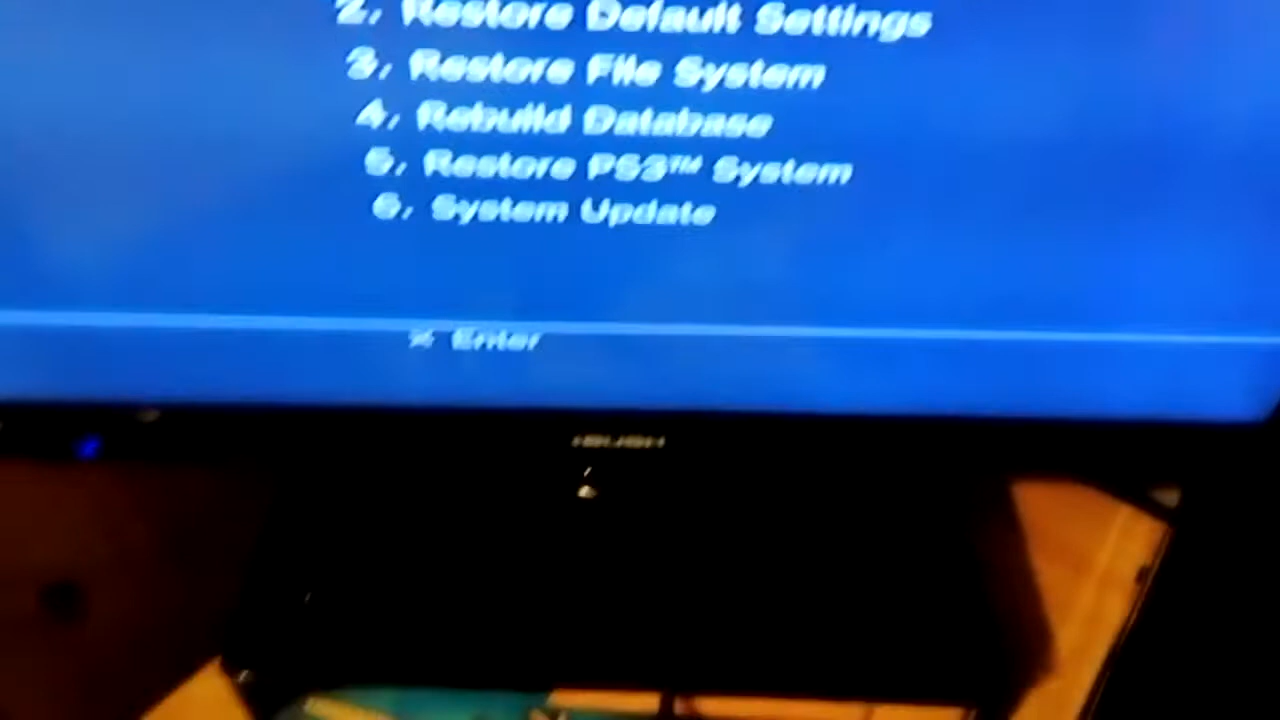 2. Restore Default Settings
3. Restore File System
4. Rebuild Database
5. Restore PS3™ System
6. System Update
✕ Enter